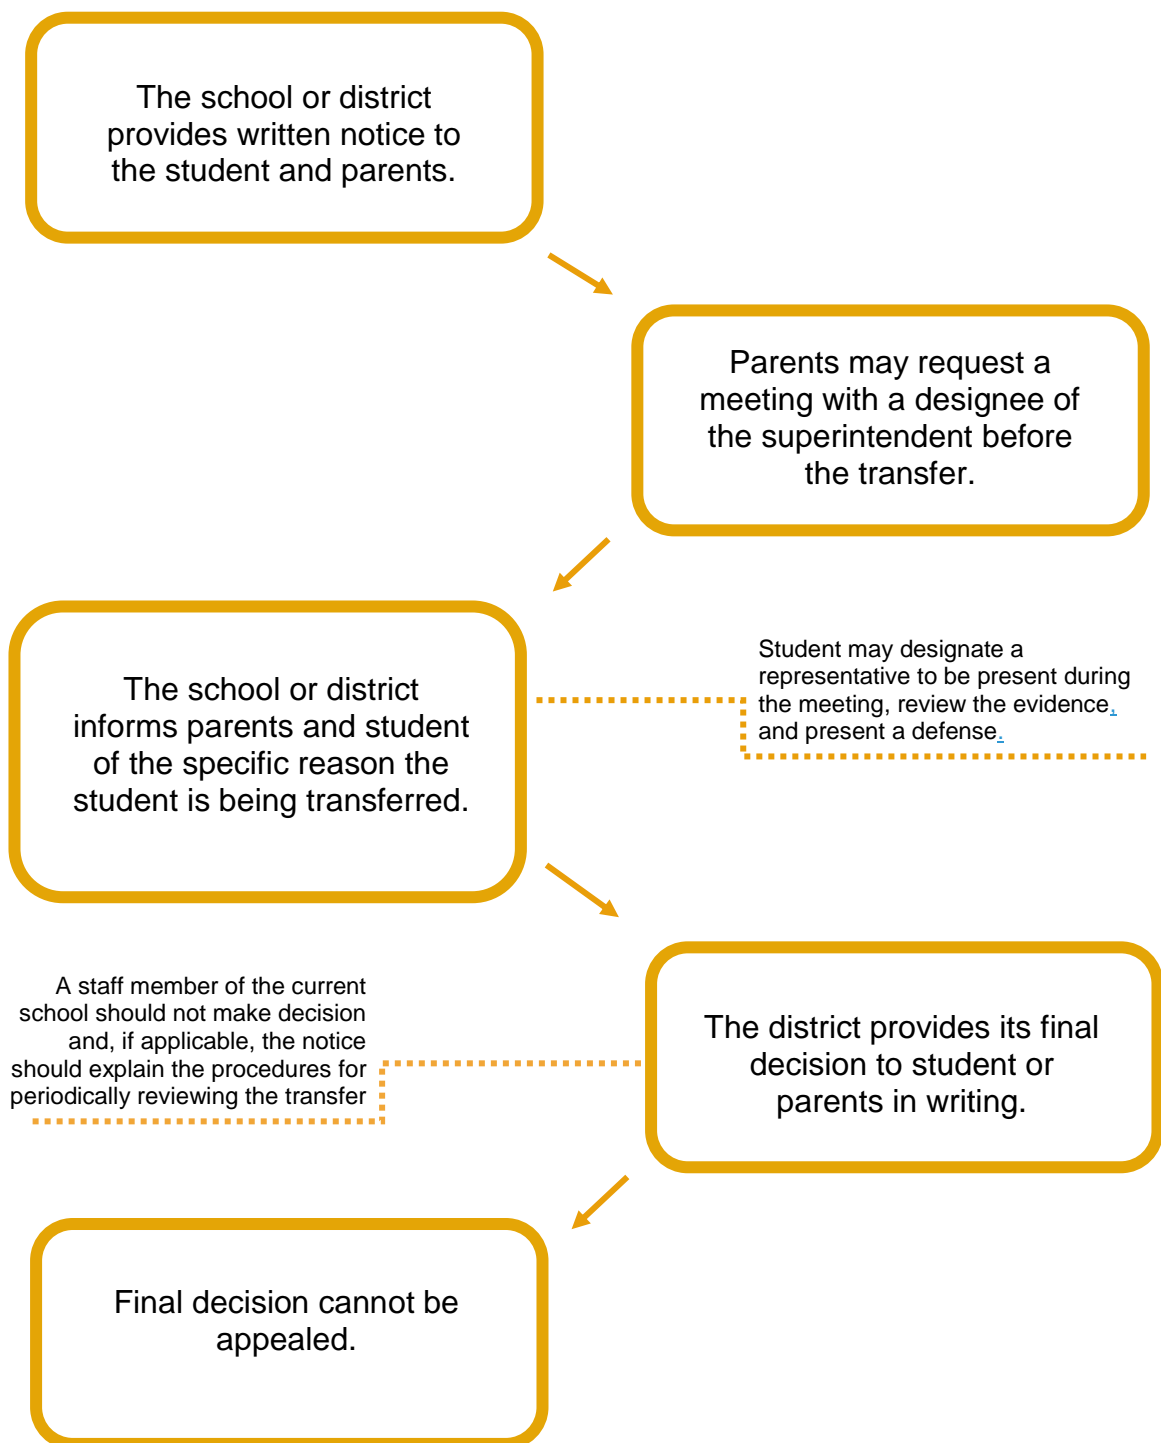 The school or district
provides written notice to
the student and parents.
Parents may request a
meeting with a designee of
the superintendent before
the transfer.
The school or district
informs parents and student
of the specific reason the
student is being transferred.
Student may designate a
representative to be present during
the meeting, review the evidence,
and present a defense.
A staff member of the current
school should not make decision
and, if applicable, the notice
should explain the procedures for
periodically reviewing the transfer
The district provides its final
decision to student or
parents in writing.
Final decision cannot be
appealed.